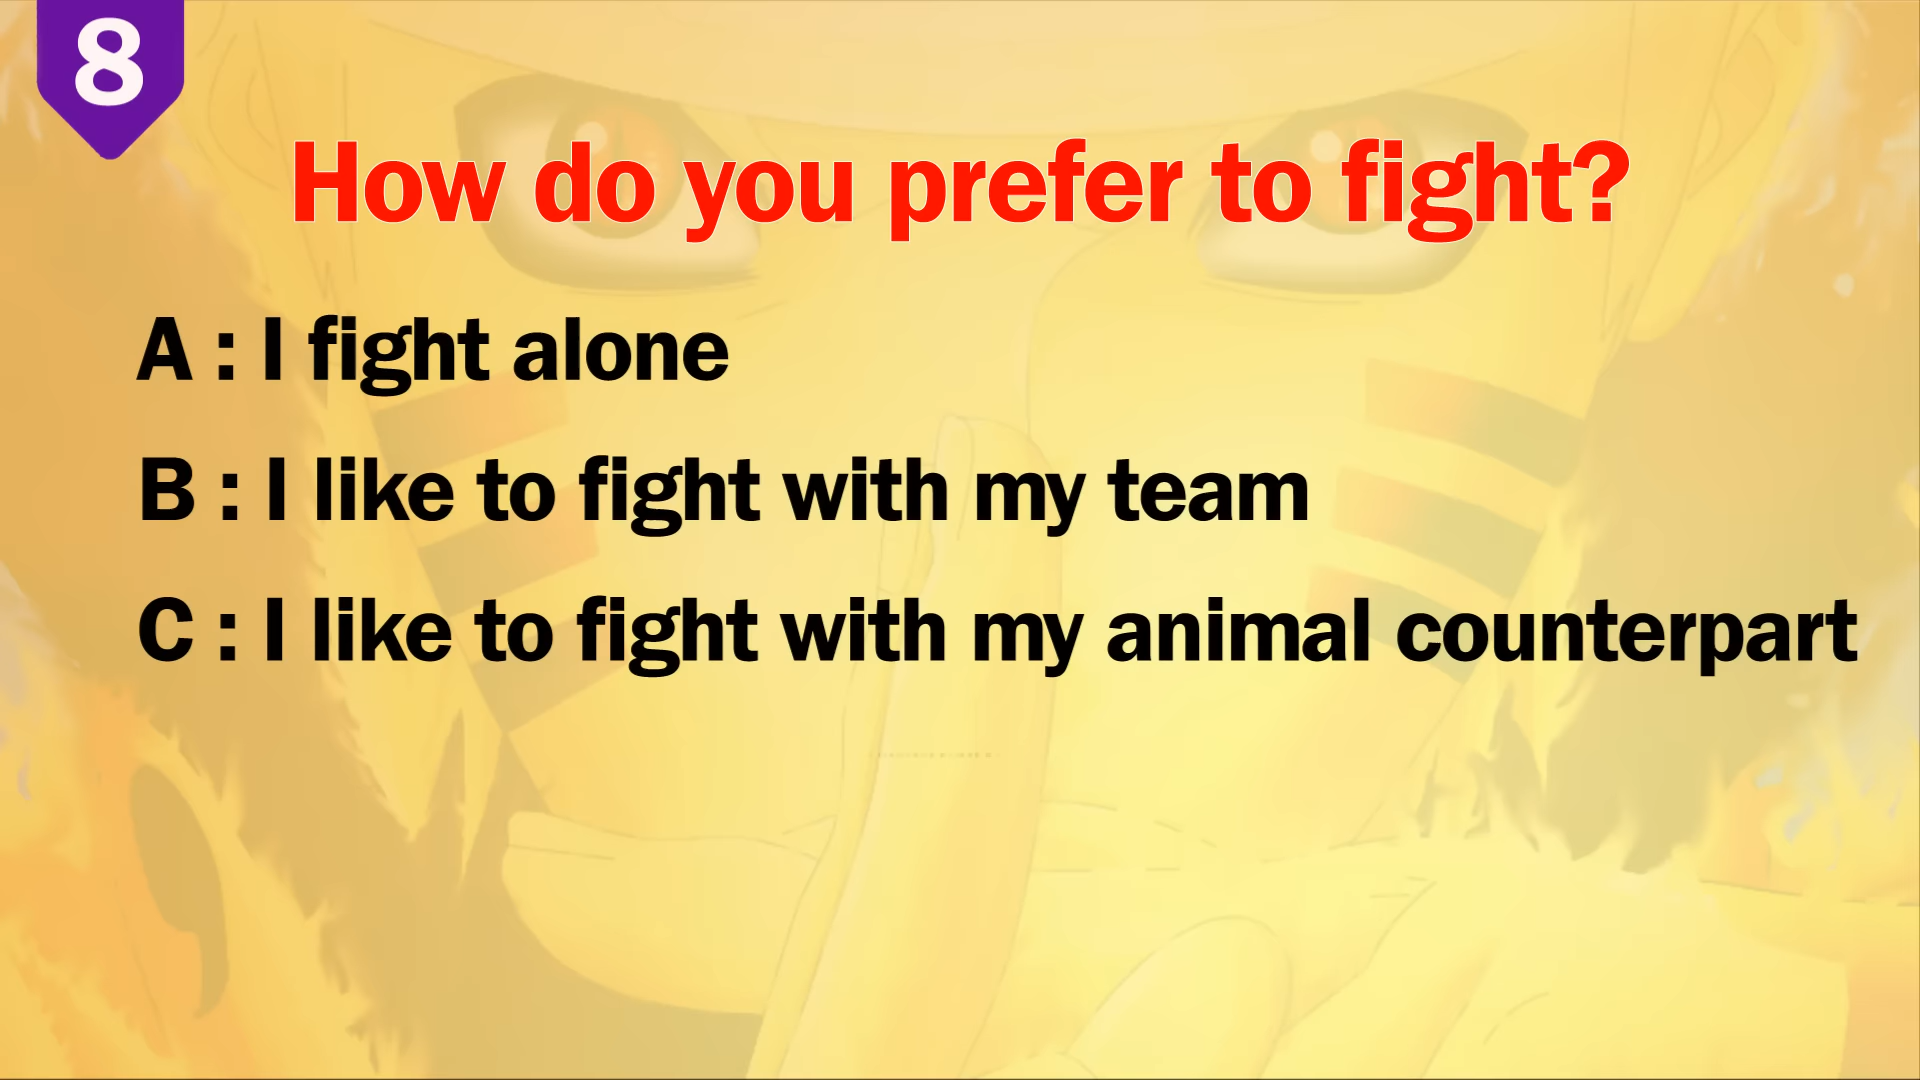 8
How do you prefer to fight?
A : I fight alone
B : I like to fight with my team
C : I like to fight with my animal counterpart